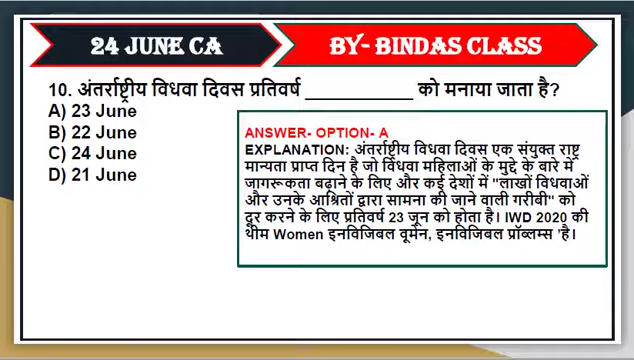 24 JUNE CA
BY- BINDAS CLASS
10. अंतर्राष्ट्रीय विधवा दिवस प्रतिवर्ष ____________ को मनाया जाता है?
A) 23 June
B) 22 June
C) 24 June
D) 21 June
ANSWER- OPTION- A
EXPLANATION: अंतर्राष्ट्रीय विधवा दिवस एक संयुक्त राष्ट्र
मान्यता प्राप्त दिन है जो विधवा महिलाओं के मुद्दे के बारे में
जागरूकता बढ़ाने के लिए और कई देशों में "लाखों विधवाओं
और उनके आश्रितों द्वारा सामना की जाने वाली गरीबी" को
दूर करने के लिए प्रतिवर्ष 23 जून को होता है। IWD 2020 की
थीम Women इनविजिबल वूमेन, इनविजिबल प्रॉब्लम्स 'है।